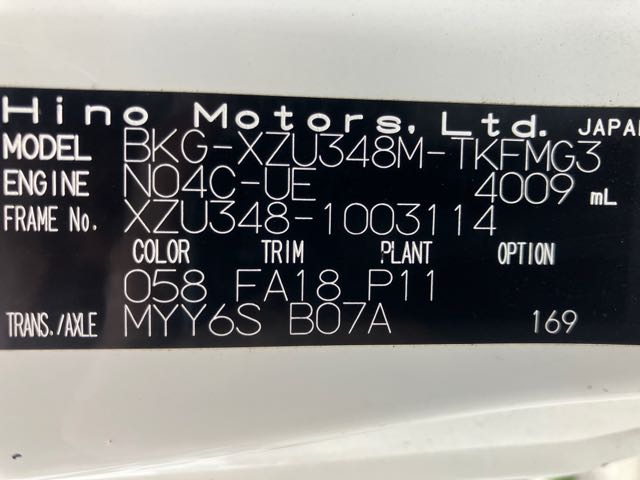 Hino Motors, Ltd. JAPAN
MODEL BKG-XZU348M-TKFMG3
ENGINE N04C-UE 4009 mL
FRAME No. XZU348-1003114
COLOR TRIM PLANT OPTION
058 FA18 P11
TRANS./AXLE MYY6S B07A 169